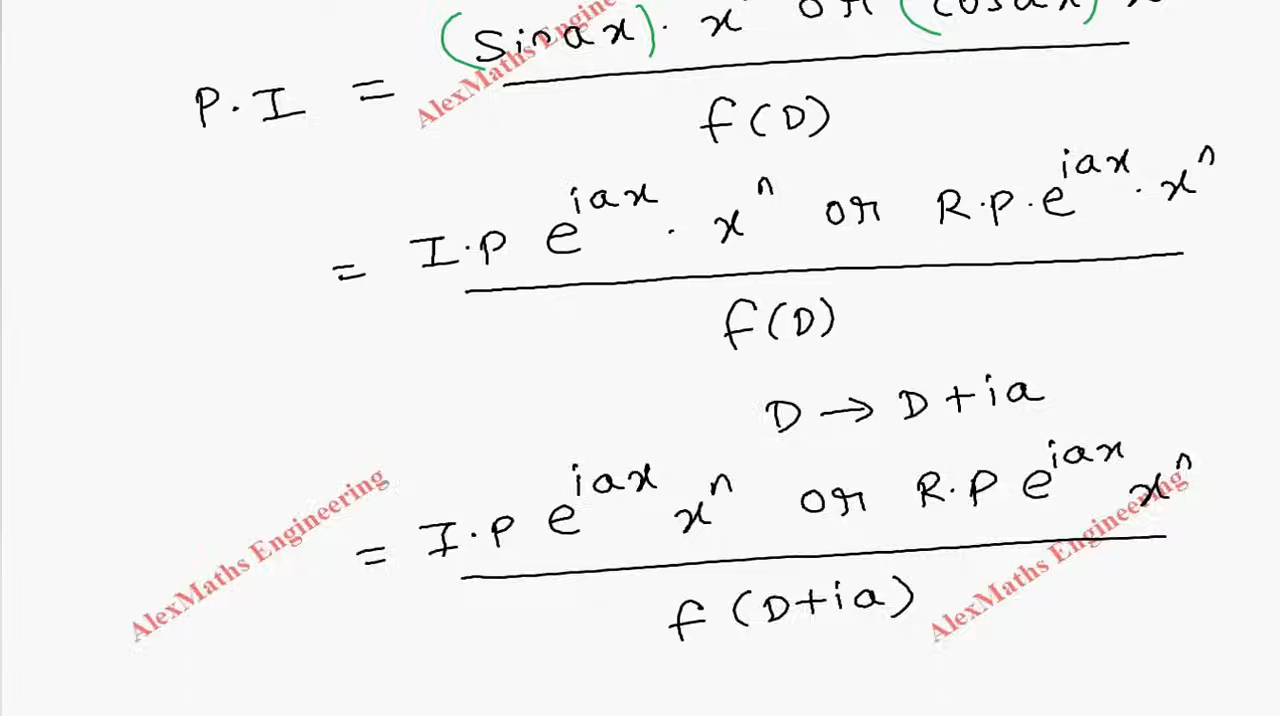 (sin ax) · x or (cos ax)
P.I =
f(D)
= I.P e^{iax} · x^n or R.P. e^{iax} · x^n
f(D)
D → D+ia
= I.P e^{iax} x^n or R.P e^{iax} x^n
f(D+ia)
AlexMaths Engineering
AlexMaths Engineering
AlexMaths Engineering